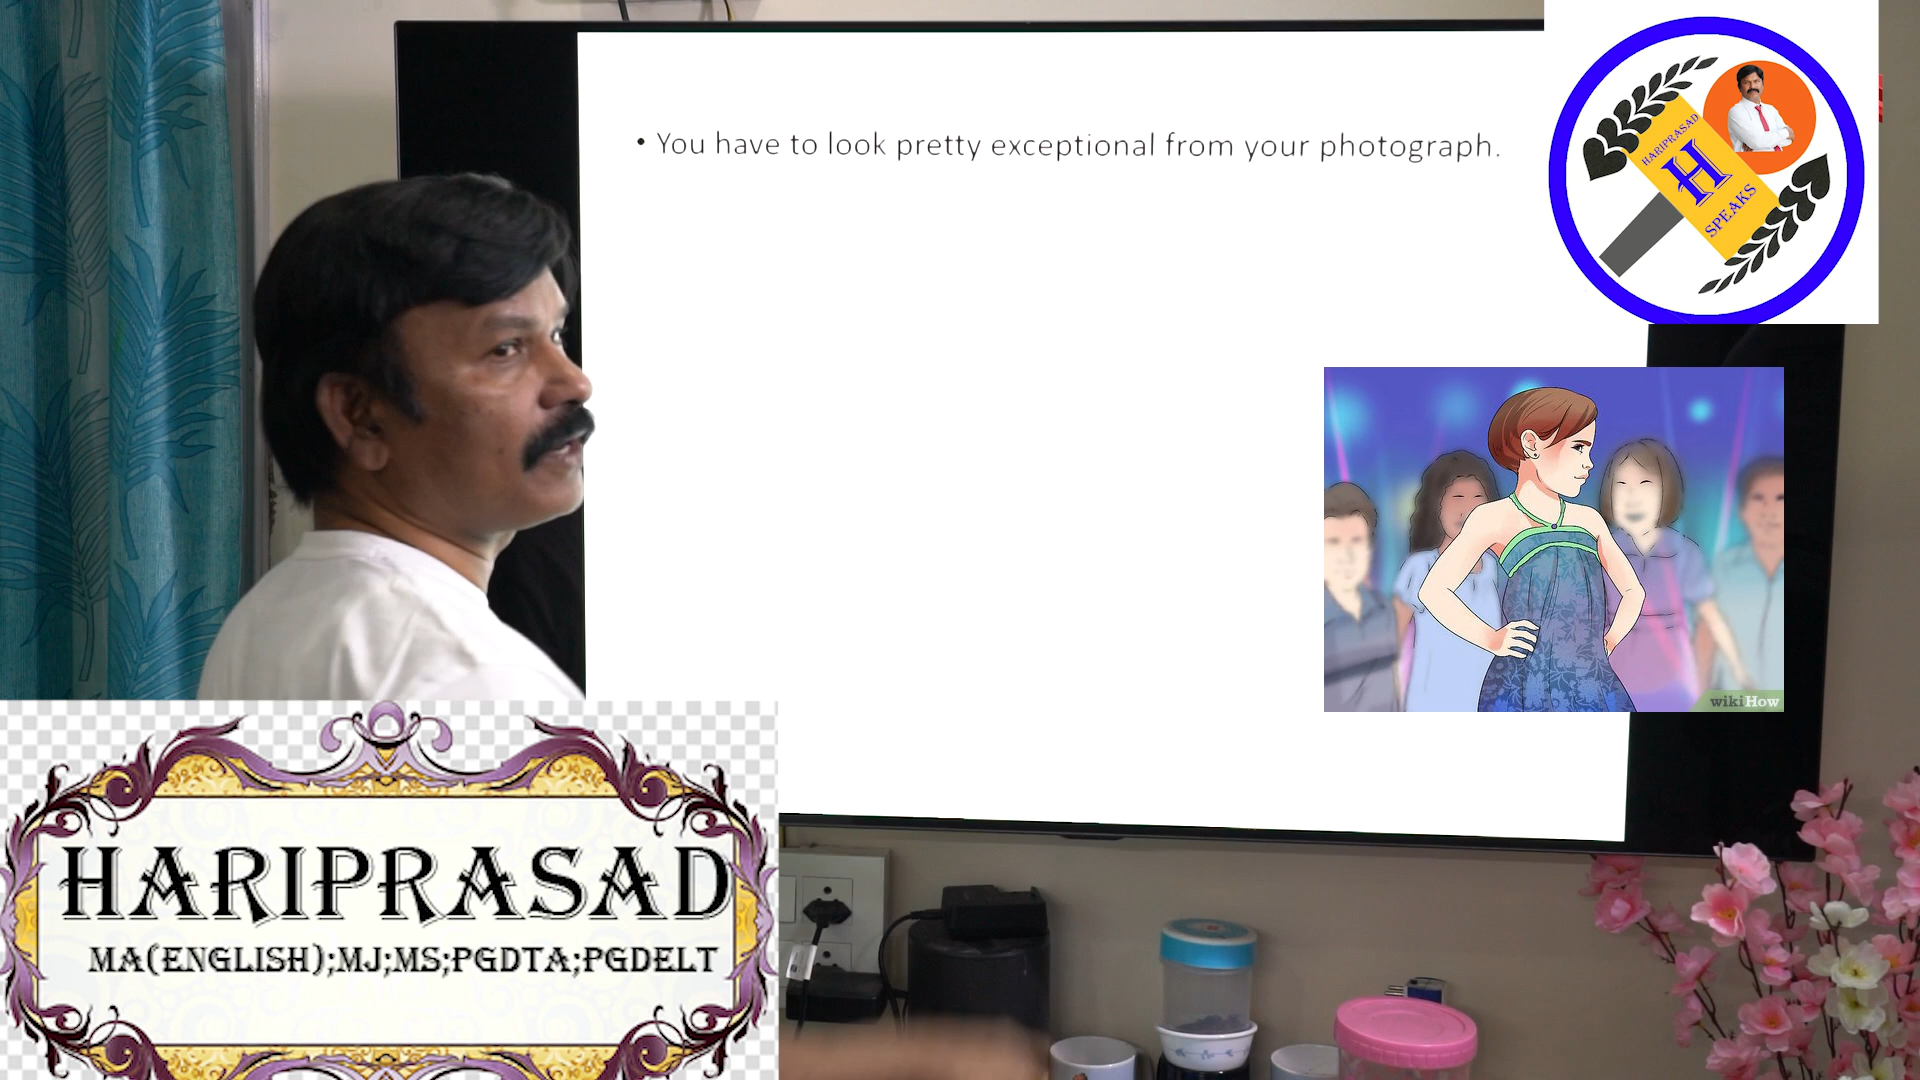 • You have to look pretty exceptional from your photograph.
HARIPRASAD
H
SPEAKS
wikiHow
HARIPRASAD
MA(ENGLISH);MJ;MS;PGDTA;PGDELT